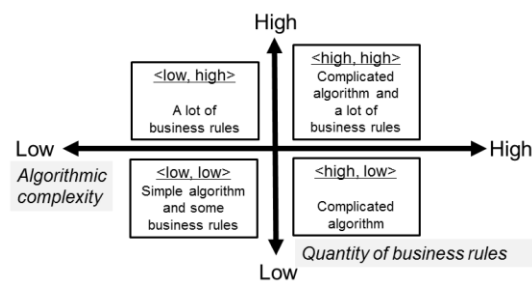 High
<low, high>
A lot of
business rules
<high, high>
Complicated
algorithm and
a lot of
business rules
Low
High
Algorithmic
complexity
<low, low>
Simple algorithm
and some
business rules
<high, low>
Complicated
algorithm
Quantity of business rules
Low